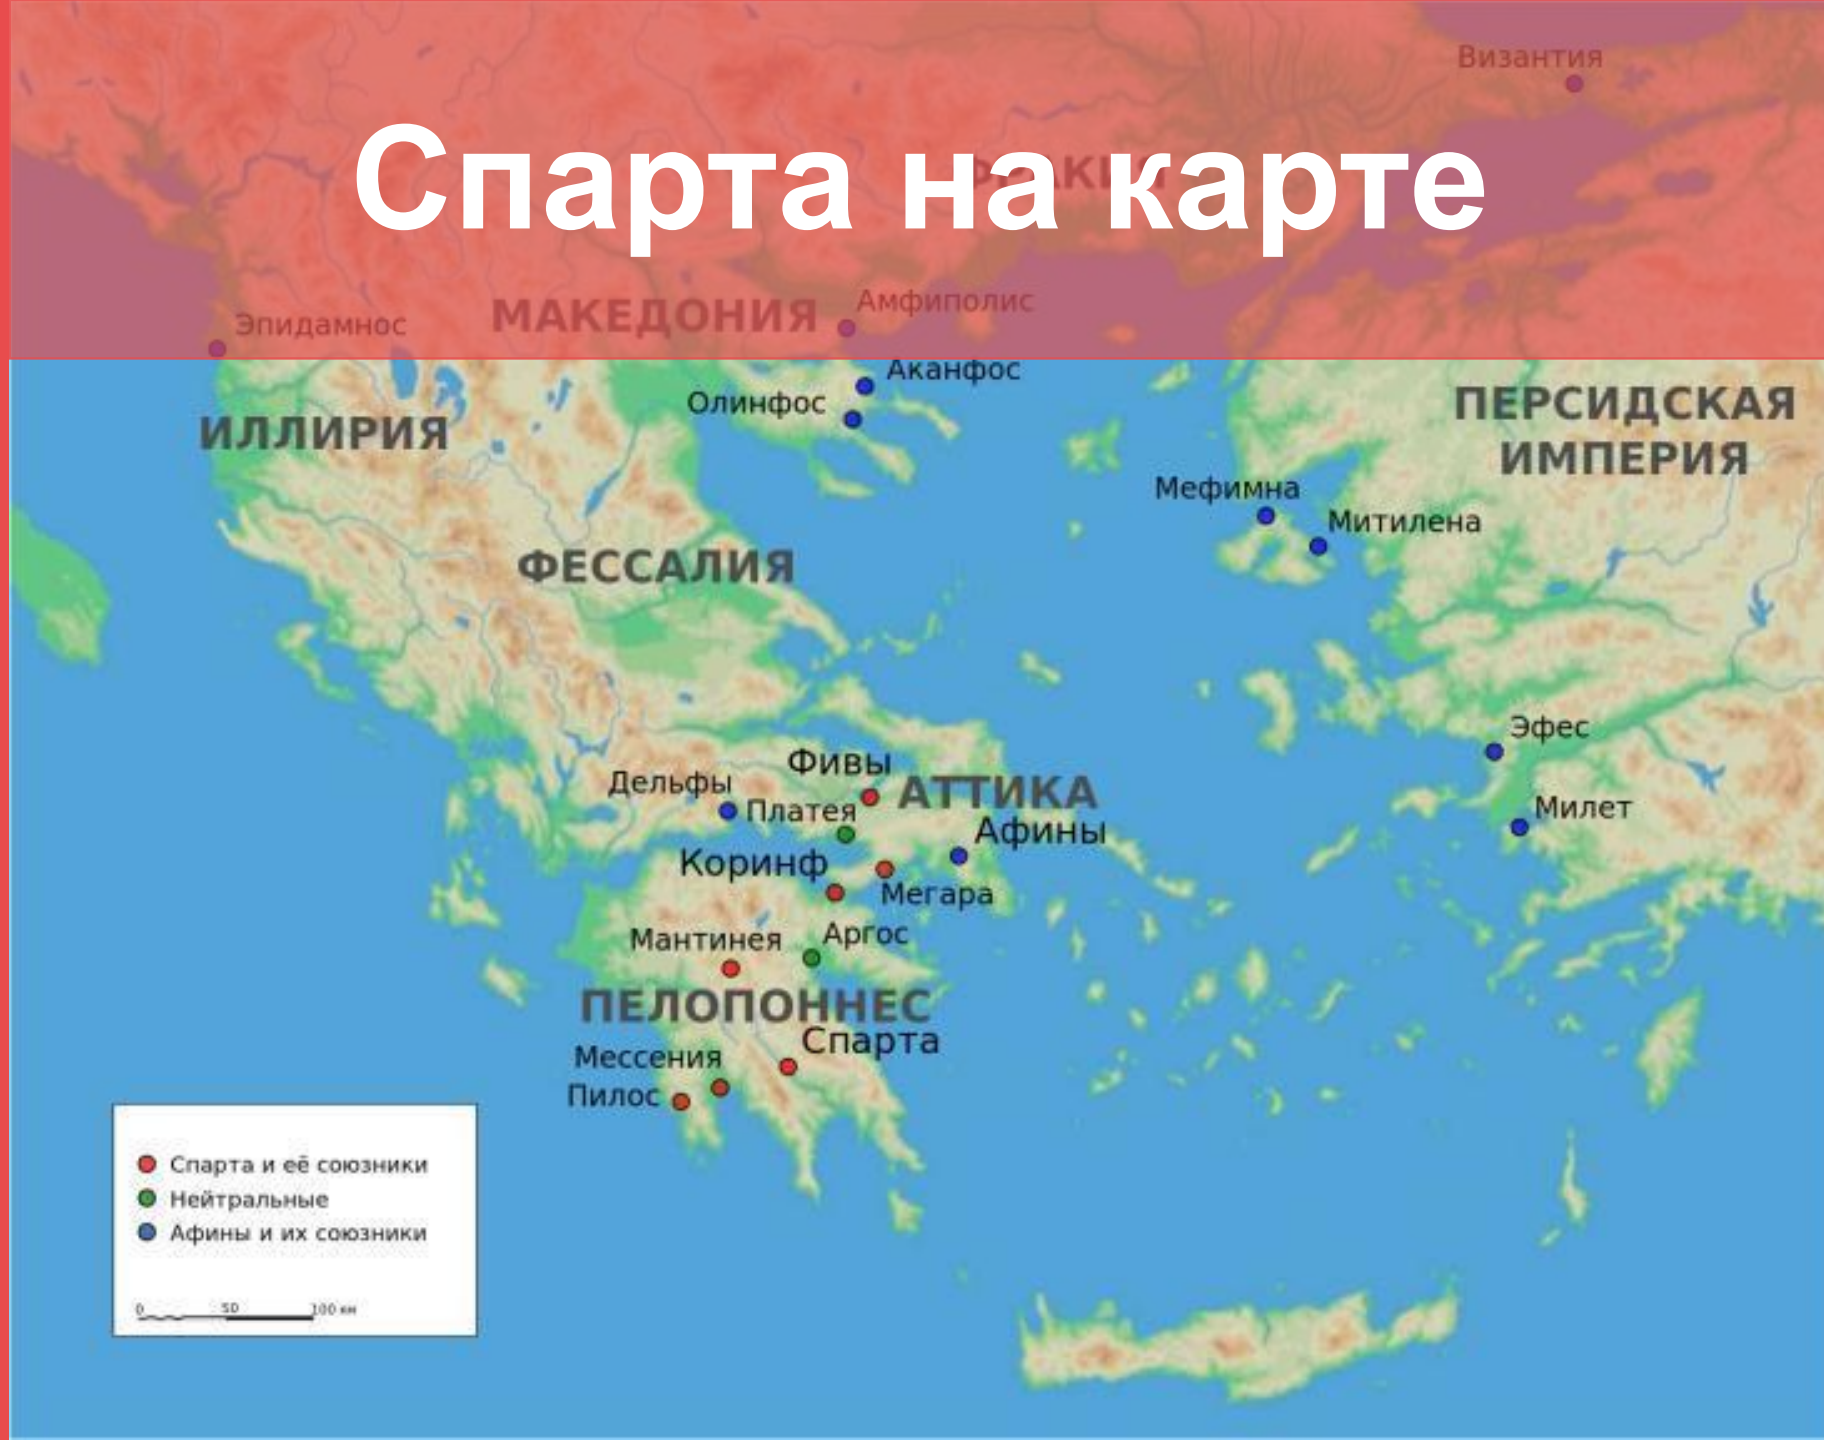 Византия
Спарта на карте
ФРАКИЯ
Амфиполис
МАКЕДОНИЯ
Эпидамнос
Аканфос
Олинфос
ПЕРСИДСКАЯ
ИМПЕРИЯ
ИЛЛИРИЯ
Мефимна
Митилена
ФЕССАЛИЯ
Эфес
Фивы
Дельфы
АТТИКА
Платея
Милет
Афины
Коринф
Мегара
Аргос
Мантинея
ПЕЛОПОННЕС
Спарта
Мессения
Пилос
Спарта и её союзники
Нейтральные
Афины и их союзники
0 50 100 км